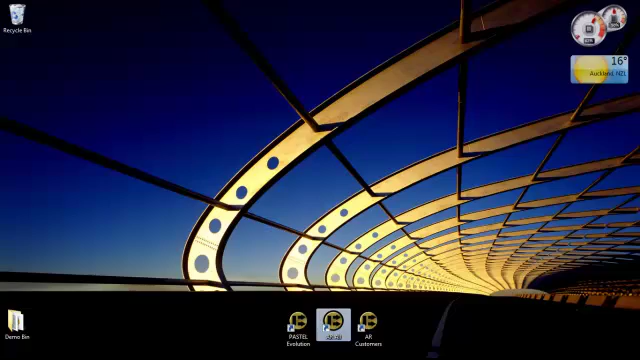 Recycle Bin
16°
Auckland, NZL
Demo Bin
PASTEL
Evolution
AR
Customers